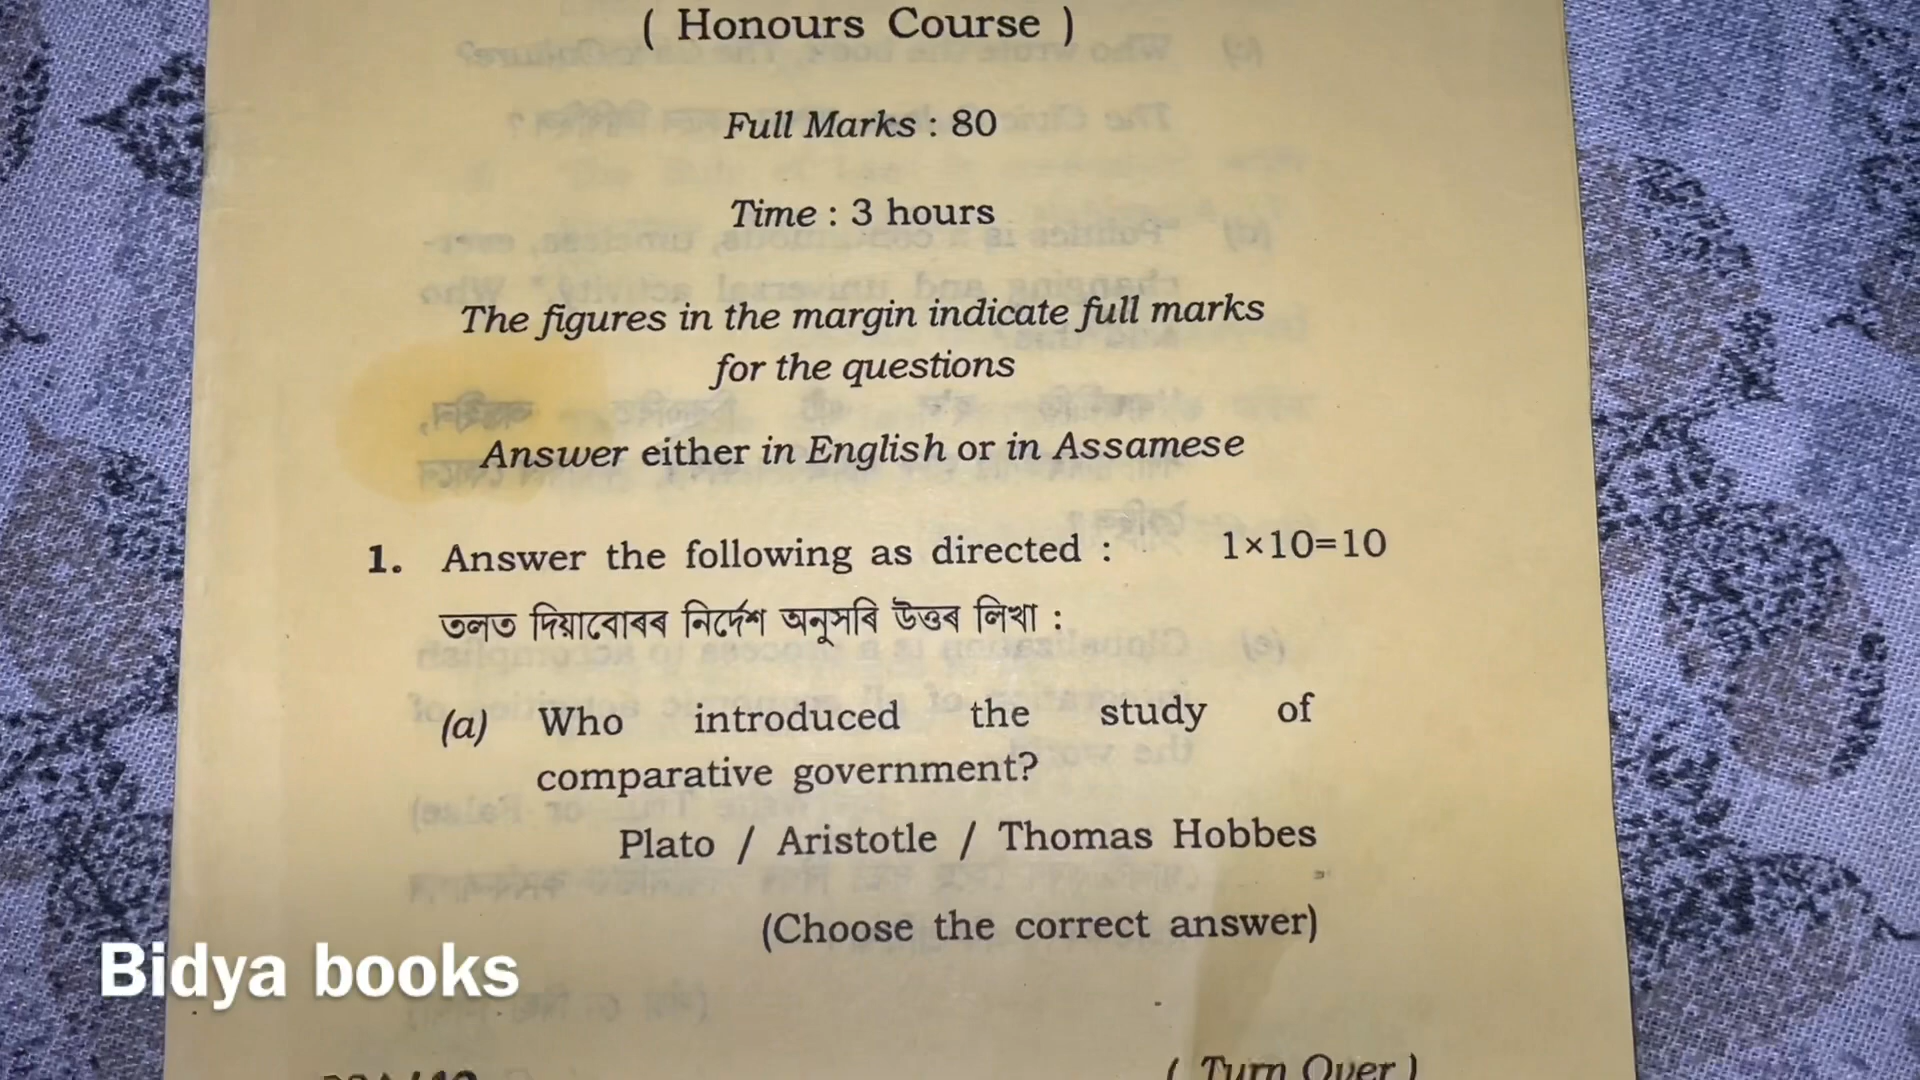 ( Honours Course )
Full Marks : 80
Time : 3 hours
The figures in the margin indicate full marks
for the questions
Answer either in English or in Assamese
1. Answer the following as directed : 1×10=10
তলত দিয়াবোৰৰ নিৰ্দেশ অনুসৰি উত্তৰ লিখা :
(a) Who introduced the study of
comparative government?
Plato / Aristotle / Thomas Hobbes
(Choose the correct answer)
Bidya books
( Turn Over )